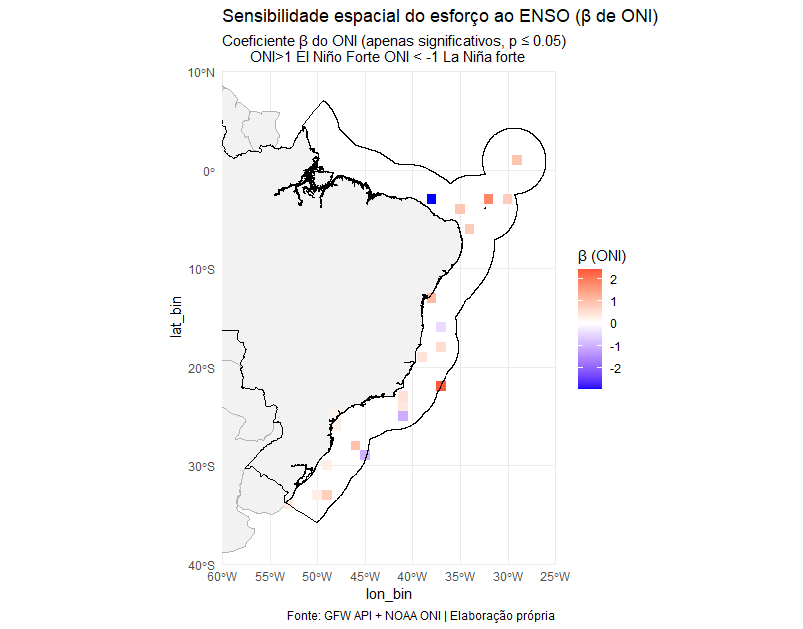 Sensibilidade espacial do esforço ao ENSO (β de ONI)
Coeficiente β do ONI (apenas significativos, p ≤ 0.05)
ONI>1 El Niño Forte ONI < -1 La Niña forte
10°N
0°
10°S
20°S
30°S
40°S
lat_bin
60°W 55°W 50°W 45°W 40°W 35°W 30°W 25°W
lon_bin
β (ONI)
2
1
0
-1
-2
Fonte: GFW API + NOAA ONI | Elaboração própria